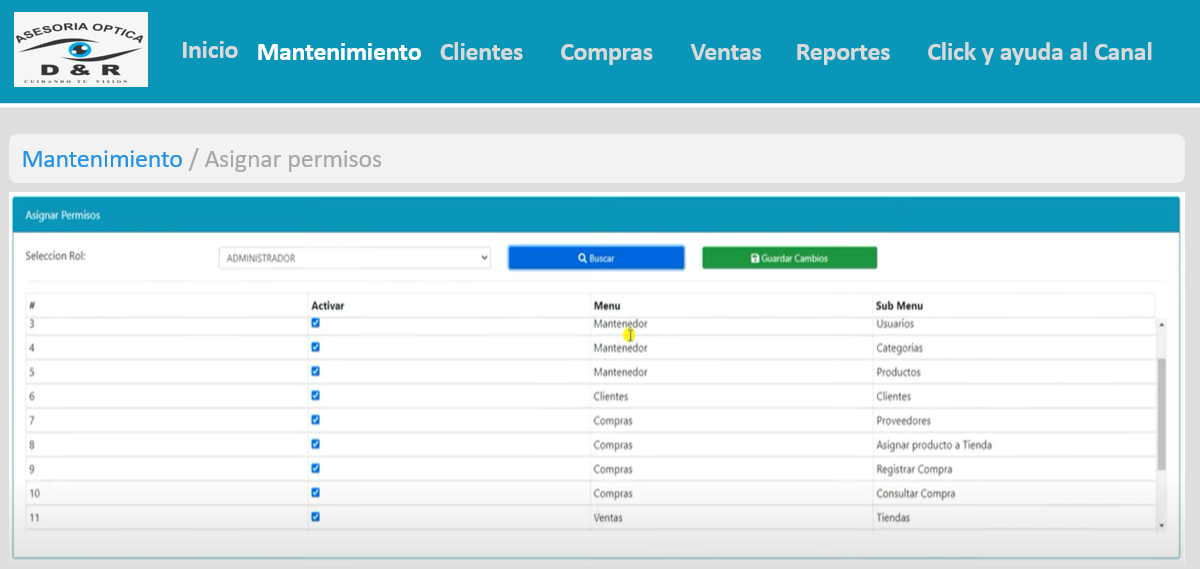 ASESORIA OPTICA
D & R
CUIDANDO TU VISION
Inicio Mantenimiento Clientes Compras Ventas Reportes Click y ayuda al Canal
Mantenimiento / Asignar permisos
Asignar Permisos
Seleccion Rol: ADMINISTRADOR Buscar Guardar Cambios
# Activar Menu Sub Menu
3 Mantenedor Usuarios
4 Mantenedor Categorias
5 Mantenedor Productos
6 Clientes Clientes
7 Compras Proveedores
8 Compras Asignar producto a Tienda
9 Compras Registrar Compra
10 Compras Consultar Compra
11 Ventas Tiendas